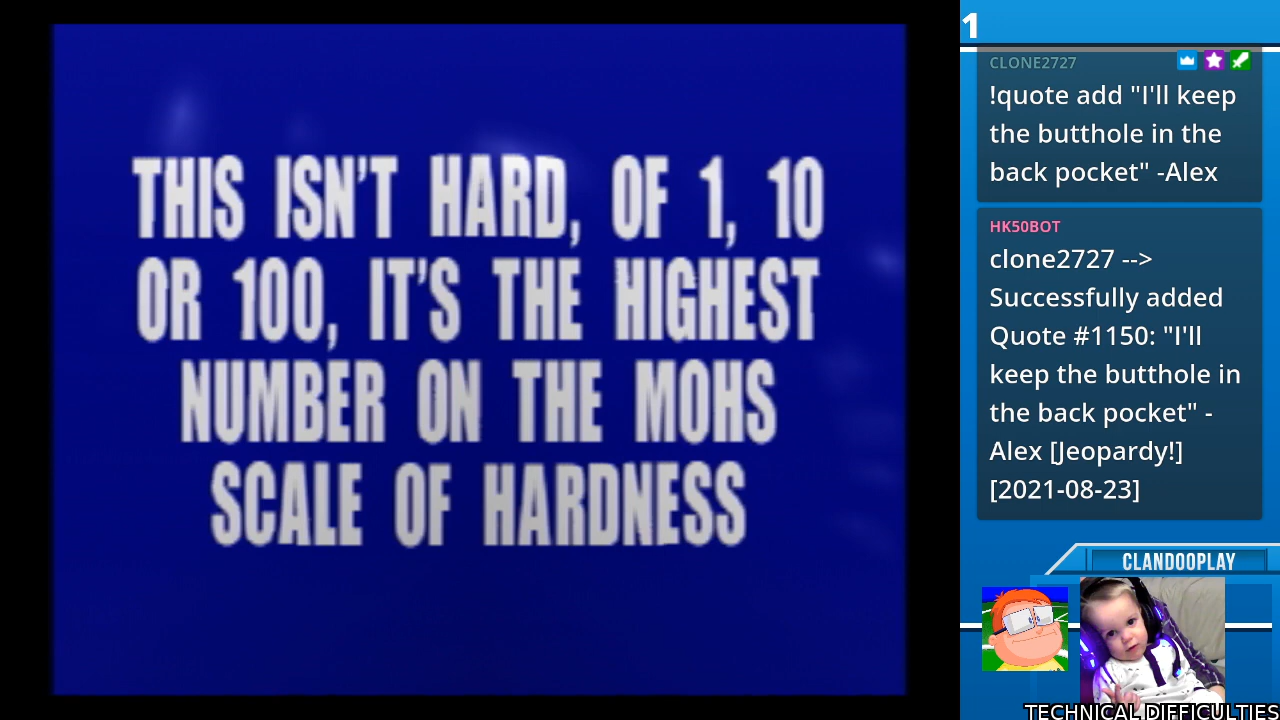 THIS ISN'T HARD, OF 1, 10
OR 100, IT'S THE HIGHEST
NUMBER ON THE MOHS
SCALE OF HARDNESS
1
CLONE2727
!quote add "I'll keep
the butthole in the
back pocket" -Alex
HK50BOT
clone2727 -->
Successfully added
Quote #1150: "I'll
keep the butthole in
the back pocket" -
Alex [Jeopardy!]
[2021-08-23]
CLANDOOPLAY
TECHNICAL DIFFICULTIES